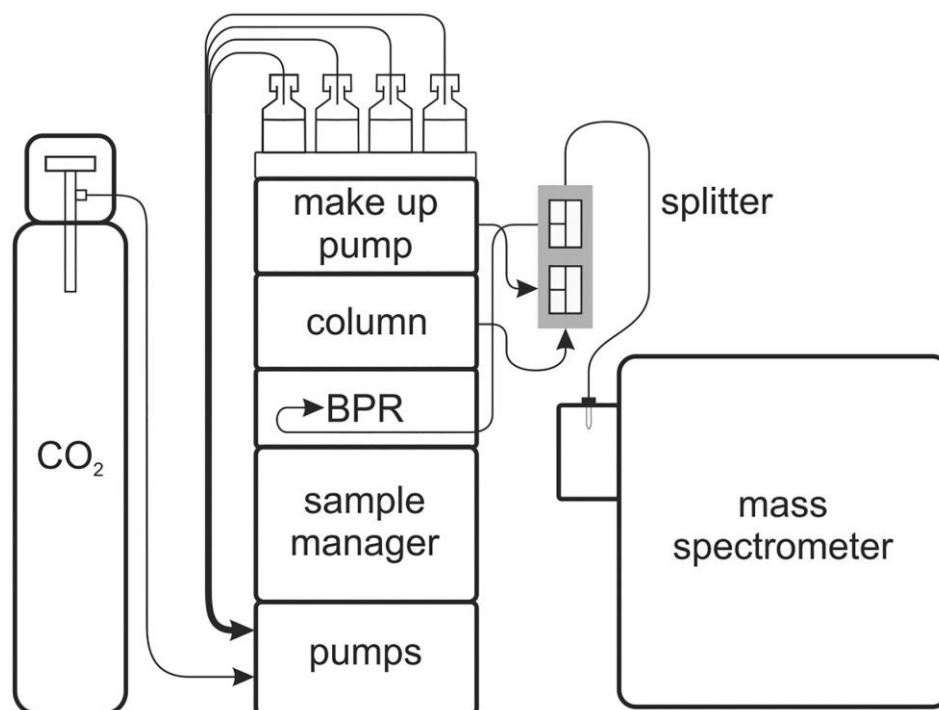 make up
pump
splitter
column
BPR
CO₂
sample
manager
mass
spectrometer
pumps